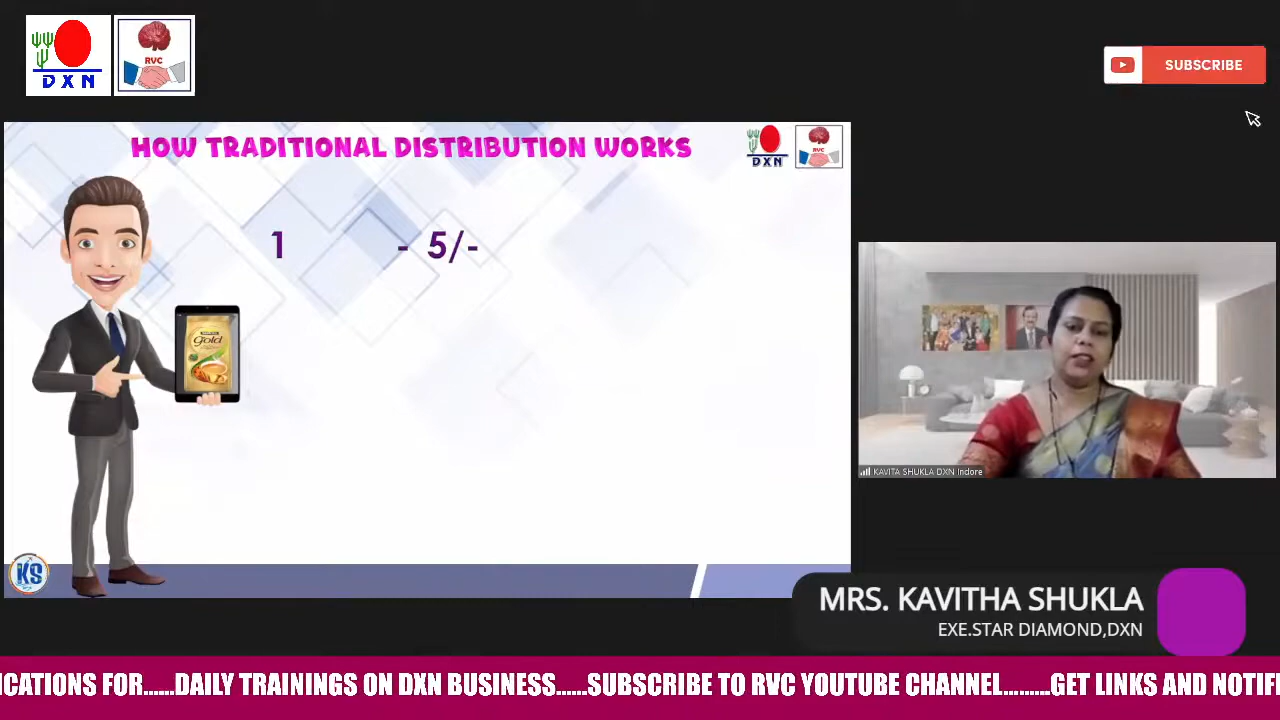 DXN
RVC
SUBSCRIBE
HOW TRADITIONAL DISTRIBUTION WORKS
DXN
RVC
1 - 5/-
Gold
KS
KAVITA SHUKLA DXN Indore
MRS. KAVITHA SHUKLA
EXE.STAR DIAMOND,DXN
ICATIONS FOR......DAILY TRAININGS ON DXN BUSINESS......SUBSCRIBE TO RVC YOUTUBE CHANNEL.........GET LINKS AND NOTIFI